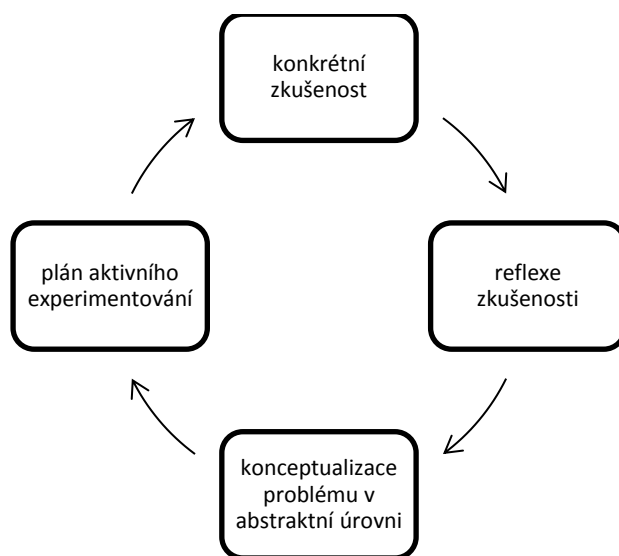 konkrétní
zkušenost
reflexe
zkušenosti
konceptualizace
problému v
abstraktní úrovni
plán aktivního
experimentování